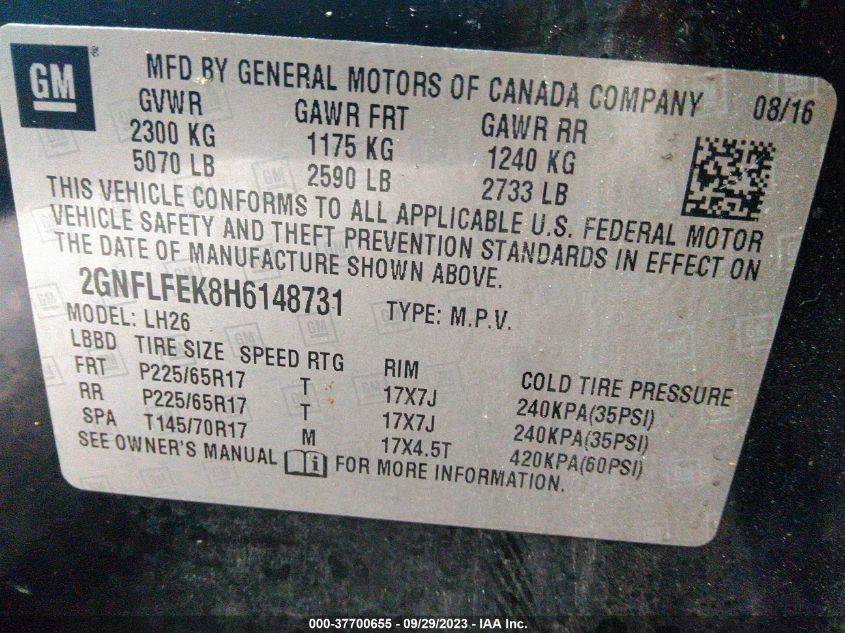 GM ® MFD BY GENERAL MOTORS OF CANADA COMPANY 08/16
GVWR GAWR FRT GAWR RR
2300 KG 1175 KG 1240 KG
5070 LB 2590 LB 2733 LB
THIS VEHICLE CONFORMS TO ALL APPLICABLE U.S. FEDERAL MOTOR
VEHICLE SAFETY AND THEFT PREVENTION STANDARDS IN EFFECT ON
THE DATE OF MANUFACTURE SHOWN ABOVE.
2GNFLFEK8H6148731 TYPE: M.P.V.
MODEL: LH26
LBBD TIRE SIZE SPEED RTG RIM COLD TIRE PRESSURE
FRT P225/65R17 T 17X7J 240KPA(35PSI)
RR P225/65R17 T 17X7J 240KPA(35PSI)
SPA T145/70R17 M 17X4.5T 420KPA(60PSI)
SEE OWNER'S MANUAL FOR MORE INFORMATION.
000-37700655 - 09/29/2023 - IAA Inc.